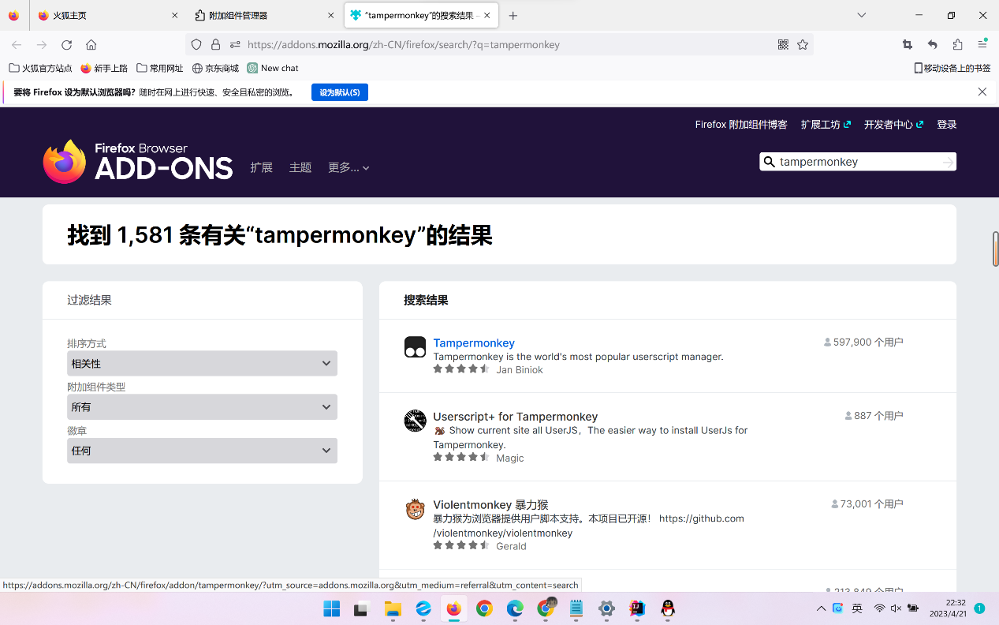 火狐主页
附加组件管理器
“tampermonkey”的搜索结果 –
https://addons.mozilla.org/zh-CN/firefox/search/?q=tampermonkey
火狐官方站点
新手上路
常用网址
京东商城
New chat
移动设备上的书签
要将 Firefox 设为默认浏览器吗? 随时在网上进行快速、安全且私密的浏览。
设为默认(S)
Firefox 附加组件博客
扩展工坊
开发者中心
登录
Firefox Browser
ADD-ONS
扩展
主题
更多...
tampermonkey
找到 1,581 条有关“tampermonkey”的结果
过滤结果
排序方式
相关性
附加组件类型
所有
徽章
任何
搜索结果
Tampermonkey
597,900 个用户
Tampermonkey is the world's most popular userscript manager.
Jan Biniok
Userscript+ for Tampermonkey
887 个用户
Show current site all UserJS，The easier way to install UserJs for
Tampermonkey.
Magic
Violentmonkey 暴力猴
73,001 个用户
暴力猴为浏览器提供用户脚本支持。本项目已开源！ https://github.com
/violentmonkey/violentmonkey
Gerald
213,849 个用户
https://addons.mozilla.org/zh-CN/firefox/addon/tampermonkey/?utm_source=addons.mozilla.org&utm_medium=referral&utm_content=search
英
22:32
2023/4/21
1